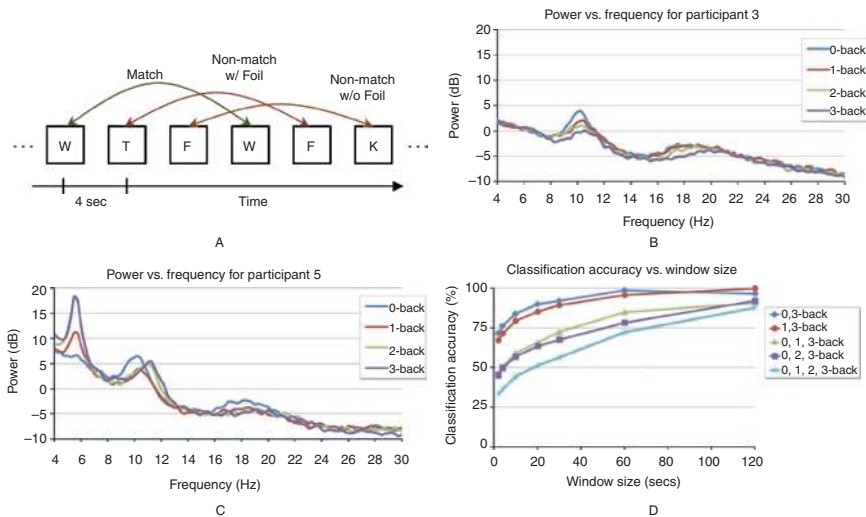 Match
Non-match
w/ Foil
Non-match
w/o Foil
... W T F W F K ...
4 sec
Time
A
Power vs. frequency for participant 3
Power (dB)
20
15
10
5
0
−5
−10
4 6 8 10 12 14 16 18 20 22 24 26 28 30
Frequency (Hz)
0-back
1-back
2-back
3-back
B
Power vs. frequency for participant 5
Power (dB)
20
15
10
5
0
−5
−10
4 6 8 10 12 14 16 18 20 22 24 26 28 30
Frequency (Hz)
0-back
1-back
2-back
3-back
C
Classification accuracy vs. window size
Classification accuracy (%)
100
75
50
25
0
0 20 40 60 80 100 120
Window size (secs)
0,3-back
1,3-back
0, 1, 3-back
0, 2, 3-back
0, 1, 2, 3-back
D